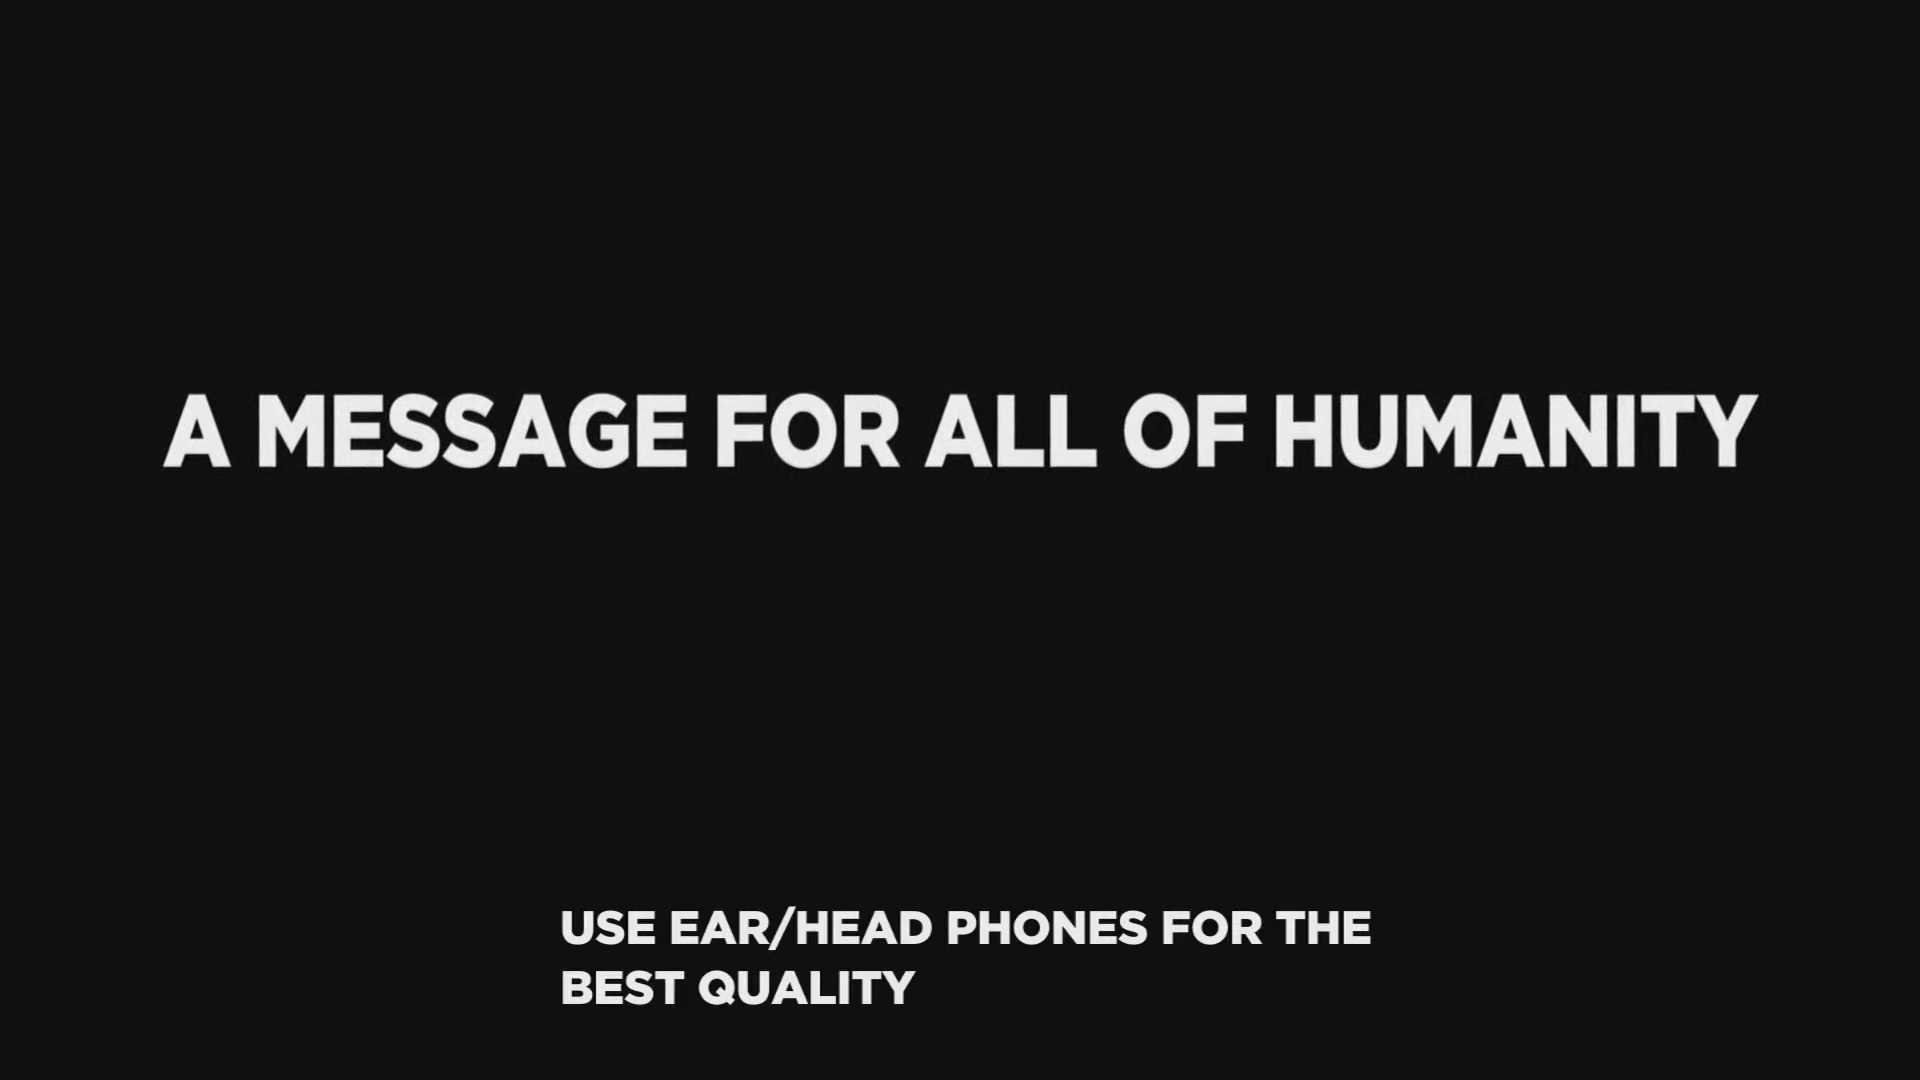 A MESSAGE FOR ALL OF HUMANITY
USE EAR/HEAD PHONES FOR THE
BEST QUALITY